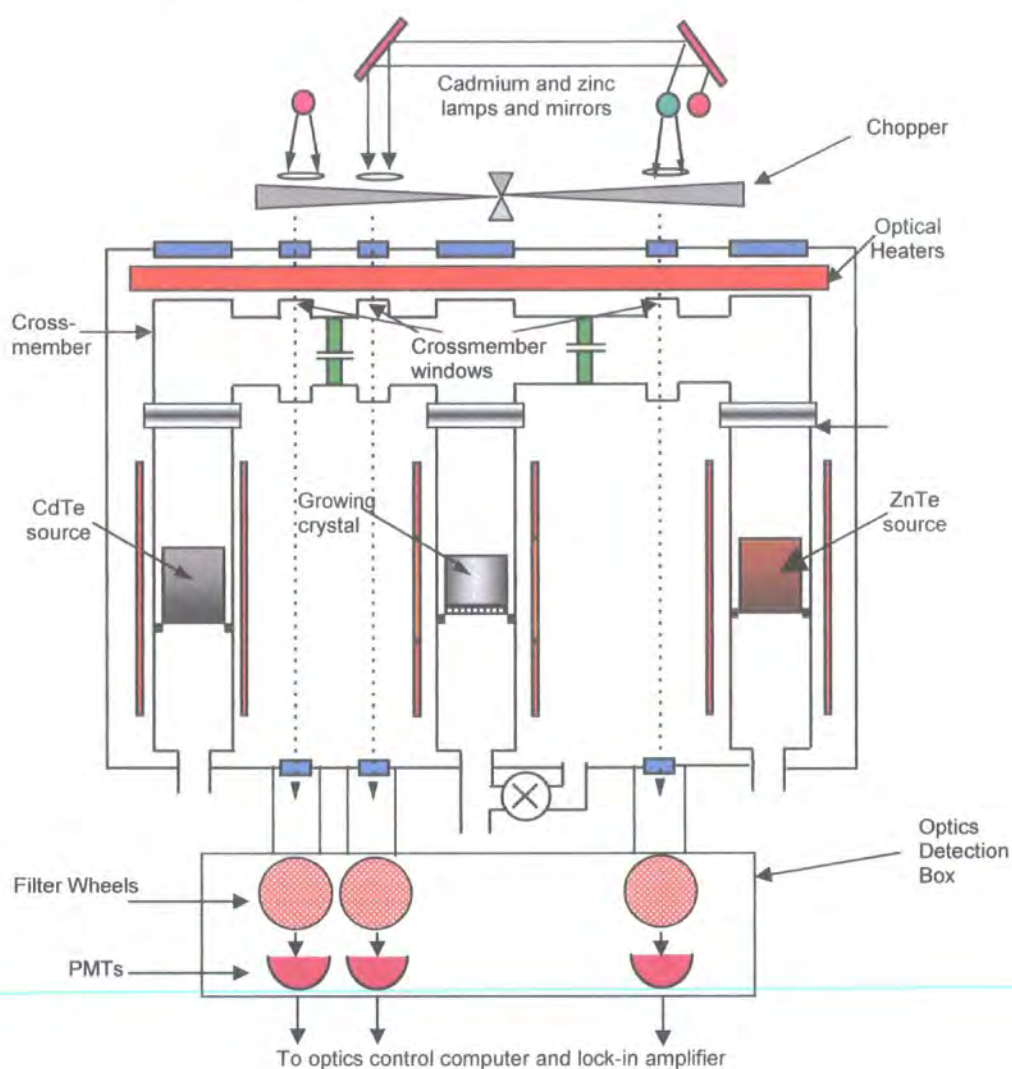 Cadmium and zinc
lamps and mirrors
Chopper
Optical
Heaters
Cross-
member
Crossmember
windows
CdTe
source
Growing
crystal
ZnTe
source
Optics
Detection
Box
Filter Wheels
PMTs
To optics control computer and lock-in amplifier